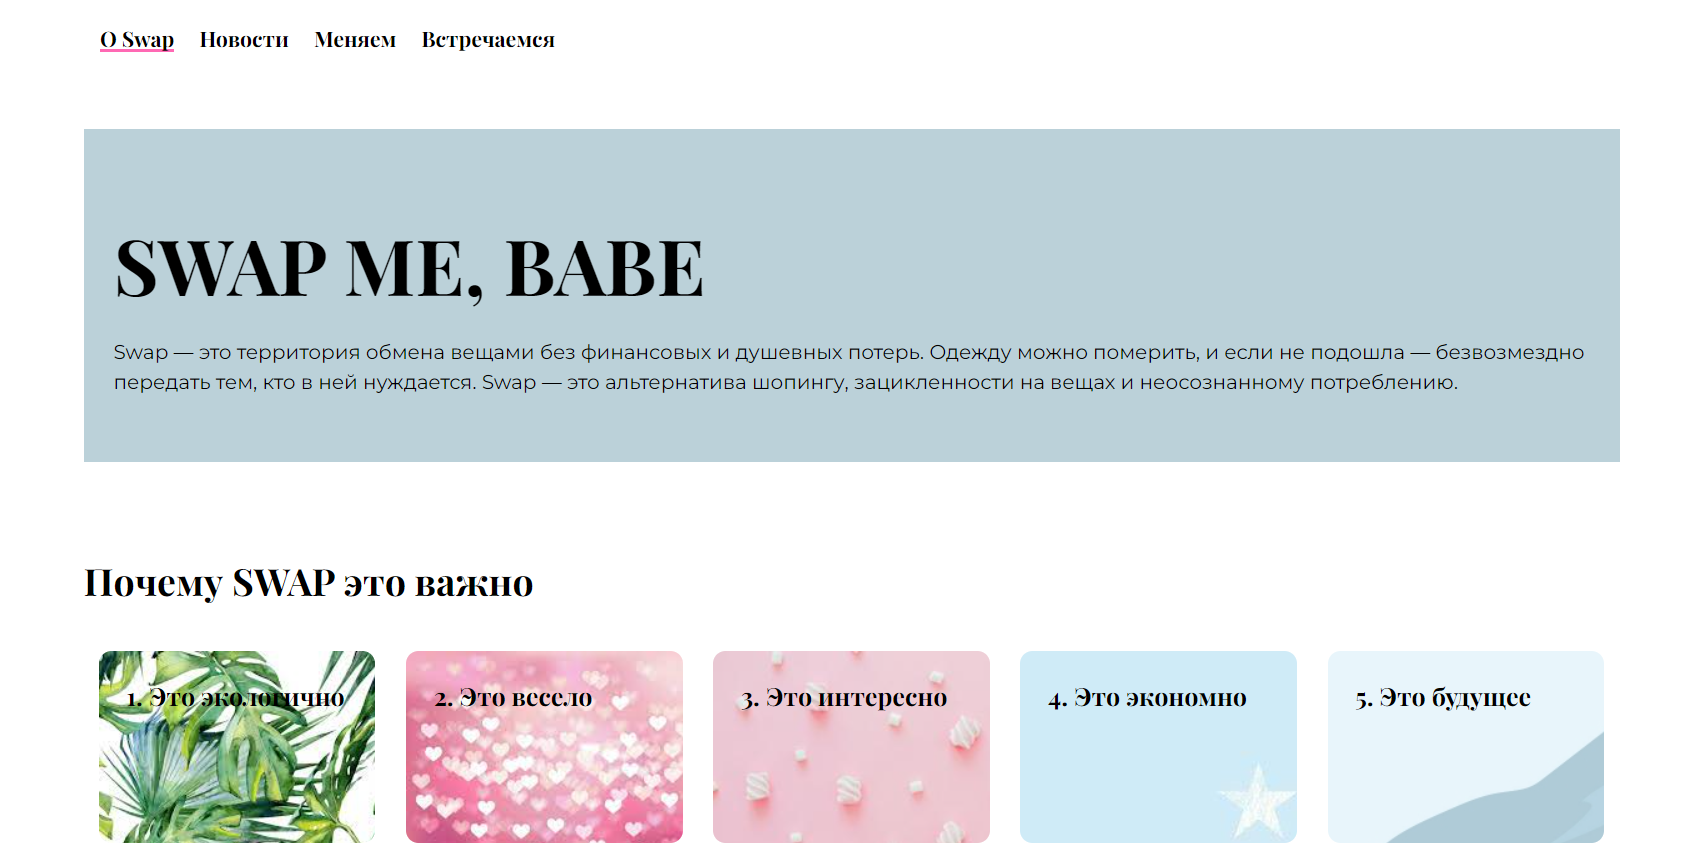 О Swap Новости Меняем Встречаемся
SWAP ME, BABE
Swap — это территория обмена вещами без финансовых и душевных потерь. Одежду можно померить, и если не подошла — безвозмездно
передать тем, кто в ней нуждается. Swap — это альтернатива шопингу, зацикленности на вещах и неосознанному потреблению.
Почему SWAP это важно
1. Это экологично
2. Это весело
3. Это интересно
4. Это экономно
5. Это будущее